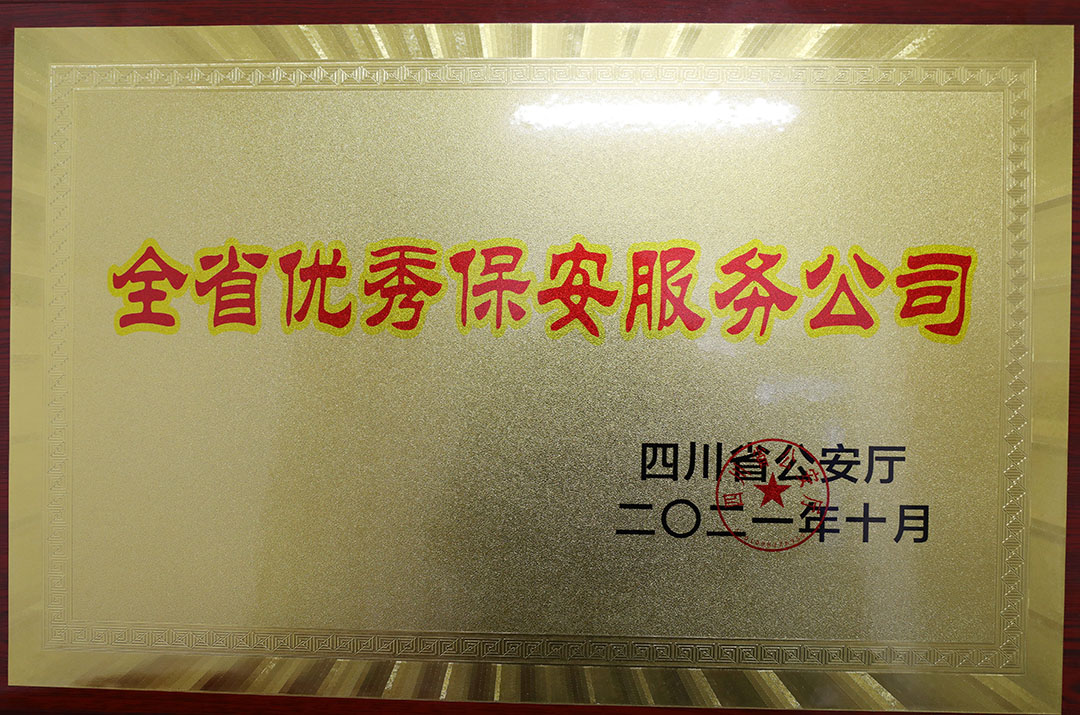 全省优秀保安服务公司
四川省公安厅
二〇二一年十月